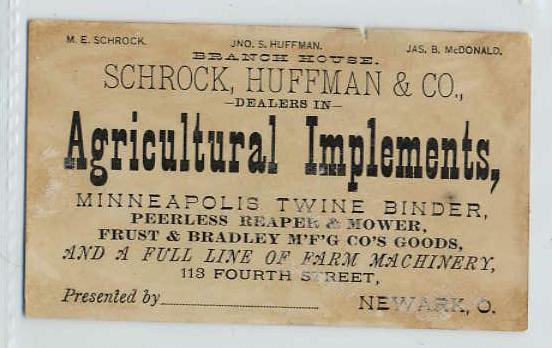 M. E. SCHROCK. JNO. S. HUFFMAN. JAS. B. McDONALD.
BRANCH HOUSE.
SCHROCK, HUFFMAN & CO.,
—DEALERS IN—
Agricultural Implements,
MINNEAPOLIS TWINE BINDER,
PEERLESS REAPER & MOWER,
FRUST & BRADLEY M'F'G CO'S GOODS,
AND A FULL LINE OF FARM MACHINERY,
113 FOURTH STREET,
Presented by NEWARK, O.